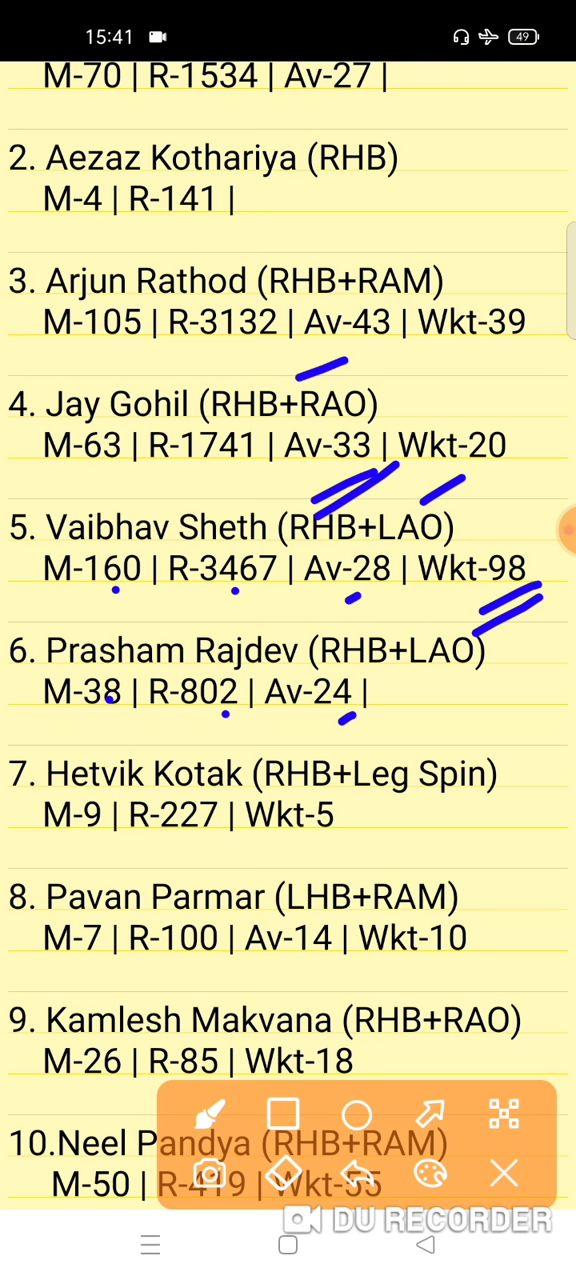 15:41
49
M-70 | R-1534 | Av-27 |
2. Aezaz Kothariya (RHB)
M-4 | R-141 |
3. Arjun Rathod (RHB+RAM)
M-105 | R-3132 | Av-43 | Wkt-39
4. Jay Gohil (RHB+RAO)
M-63 | R-1741 | Av-33 | Wkt-20
5. Vaibhav Sheth (RHB+LAO)
M-160 | R-3467 | Av-28 | Wkt-98
6. Prasham Rajdev (RHB+LAO)
M-38 | R-802 | Av-24 |
7. Hetvik Kotak (RHB+Leg Spin)
M-9 | R-227 | Wkt-5
8. Pavan Parmar (LHB+RAM)
M-7 | R-100 | Av-14 | Wkt-10
9. Kamlesh Makvana (RHB+RAO)
M-26 | R-85 | Wkt-18
10.Neel Pandya (RHB+RAM)
M-50 | R-419 | Wkt-55
DU RECORDER